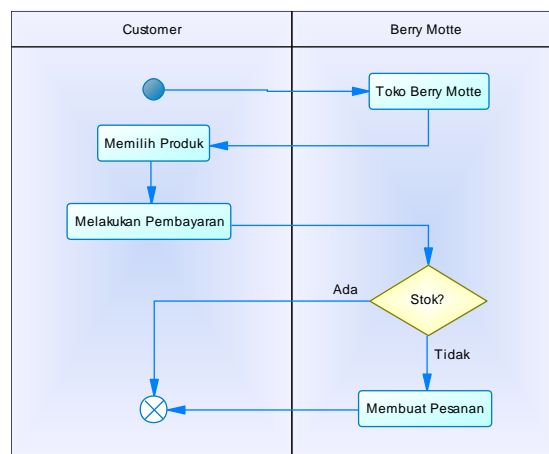 Customer
Berry Motte
Toko Berry Motte
Memilih Produk
Melakukan Pembayaran
Stok?
Ada
Tidak
Membuat Pesanan